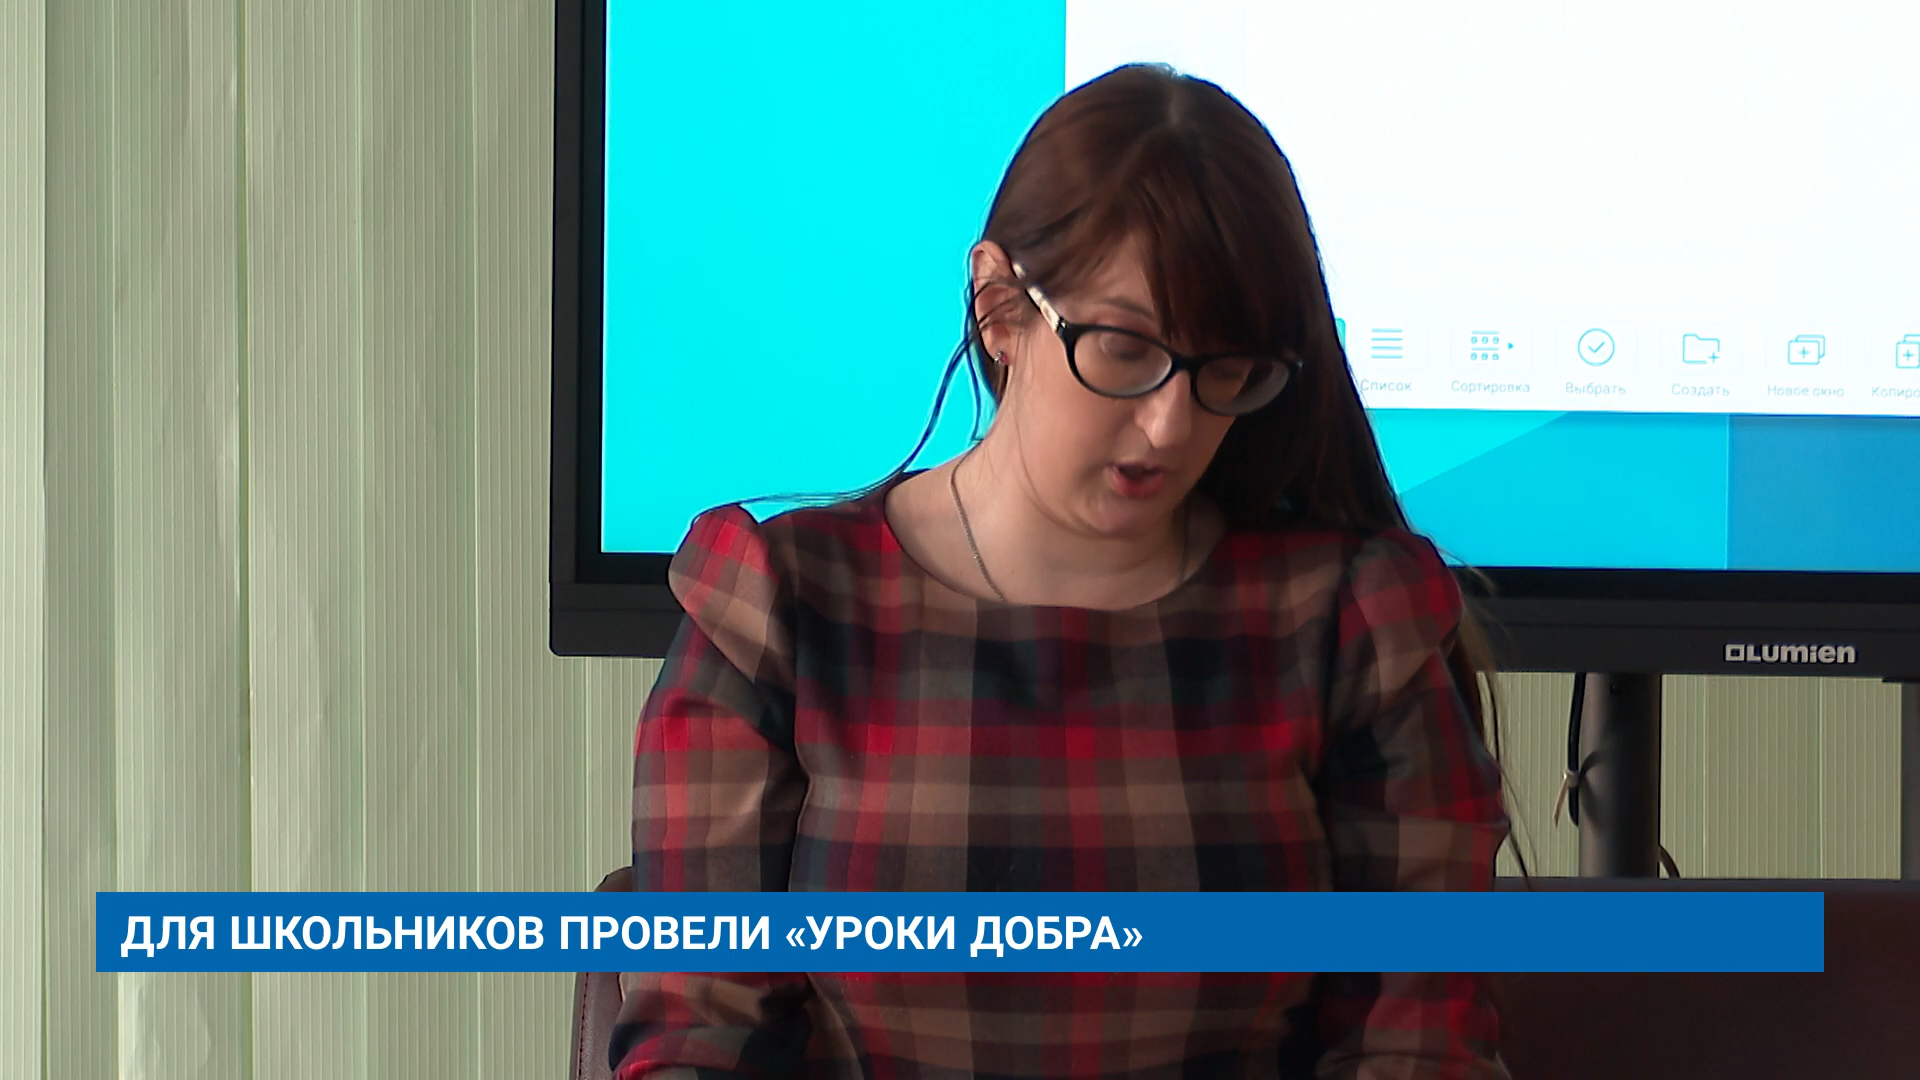 Список Сортировка Выбрать Создать Новое окно
Lumien
ДЛЯ ШКОЛЬНИКОВ ПРОВЕЛИ «УРОКИ ДОБРА»